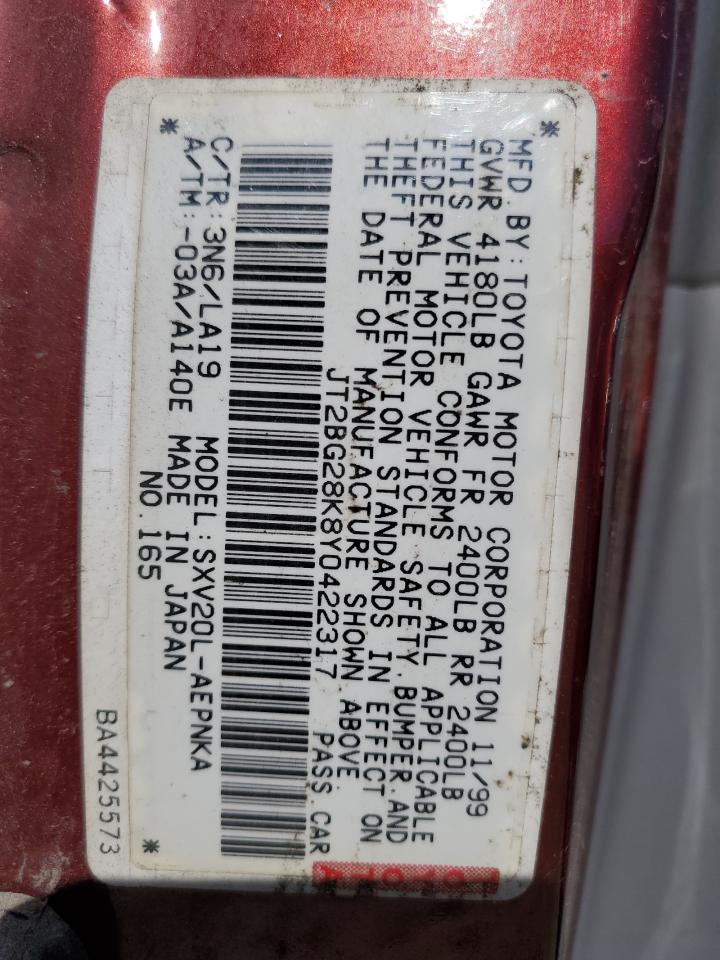 MFD.BY:TOYOTA MOTOR CORPORATION 11/99
GVWR 4180LB GAWR FR 2400LB RR 2400LB
THIS VEHICLE CONFORMS TO ALL APPLICABLE
FEDERAL MOTOR VEHICLE SAFETY,BUMPER,AND
THEFT PREVENTION STANDARDS IN EFFECT ON
THE DATE OF MANUFACTURE SHOWN ABOVE.
JT2BG28K8Y0422317 PASS.CAR
* *
C/TR:3N6/LA19 MODEL:SXV20L-AEPNKA
A/TM:-03A/A140E MADE IN JAPAN
NO 165
BA4425573